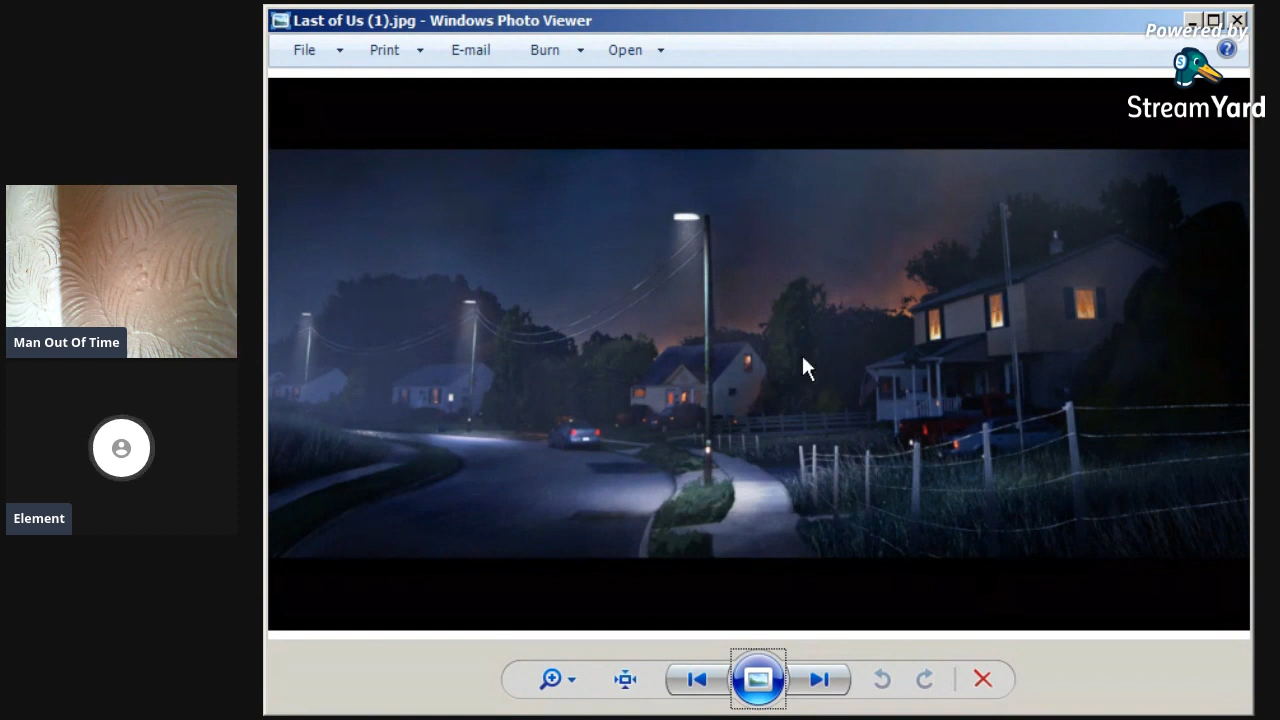 Last of Us (1).jpg - Windows Photo Viewer
File Print E-mail Burn Open
Powered by
StreamYard
Man Out Of Time
Element